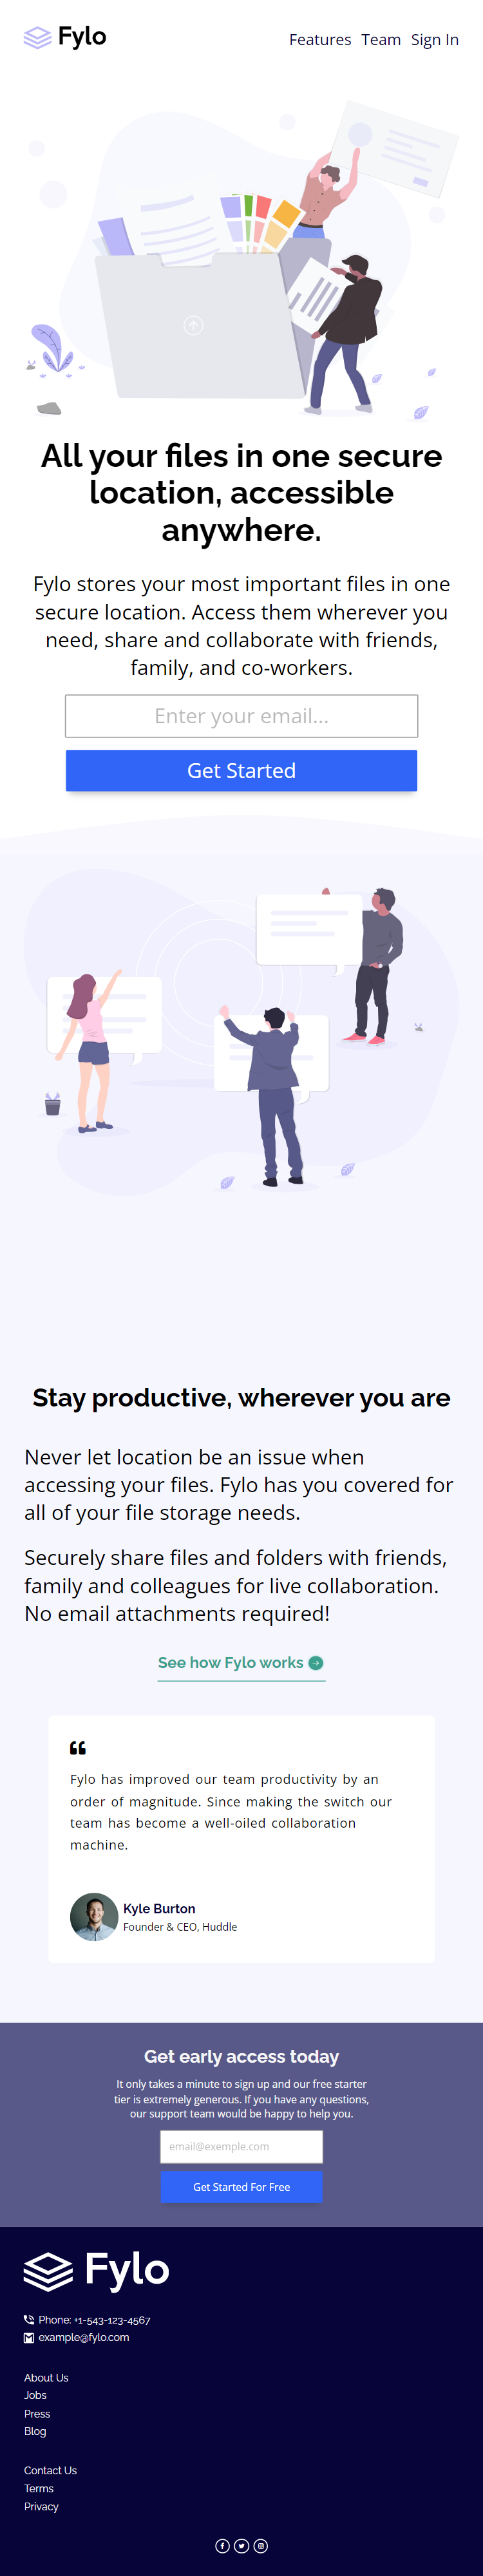 Fylo
Features Team Sign In
All your files in one secure
location, accessible
anywhere.
Fylo stores your most important files in one
secure location. Access them wherever you
need, share and collaborate with friends,
family, and co-workers.
Enter your email...
Get Started
Stay productive, wherever you are
Never let location be an issue when
accessing your files. Fylo has you covered for
all of your file storage needs.
Securely share files and folders with friends,
family and colleagues for live collaboration.
No email attachments required!
See how Fylo works
Fylo has improved our team productivity by an
order of magnitude. Since making the switch our
team has become a well-oiled collaboration
machine.
Kyle Burton
Founder & CEO, Huddle
Get early access today
It only takes a minute to sign up and our free starter
tier is extremely generous. If you have any questions,
our support team would be happy to help you.
email@exemple.com
Get Started For Free
Fylo
Phone: +1-543-123-4567
example@fylo.com
About Us
Jobs
Press
Blog
Contact Us
Terms
Privacy